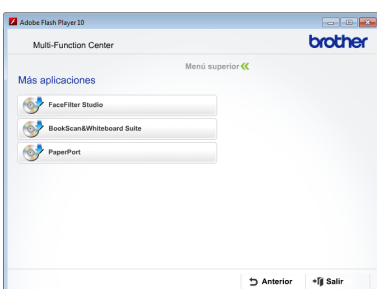 Adobe Flash Player 10
Multi-Function Center
brother
Menú superior
Más aplicaciones
FaceFilter Studio
BookScan&Whiteboard Suite
PaperPort
Anterior
Salir